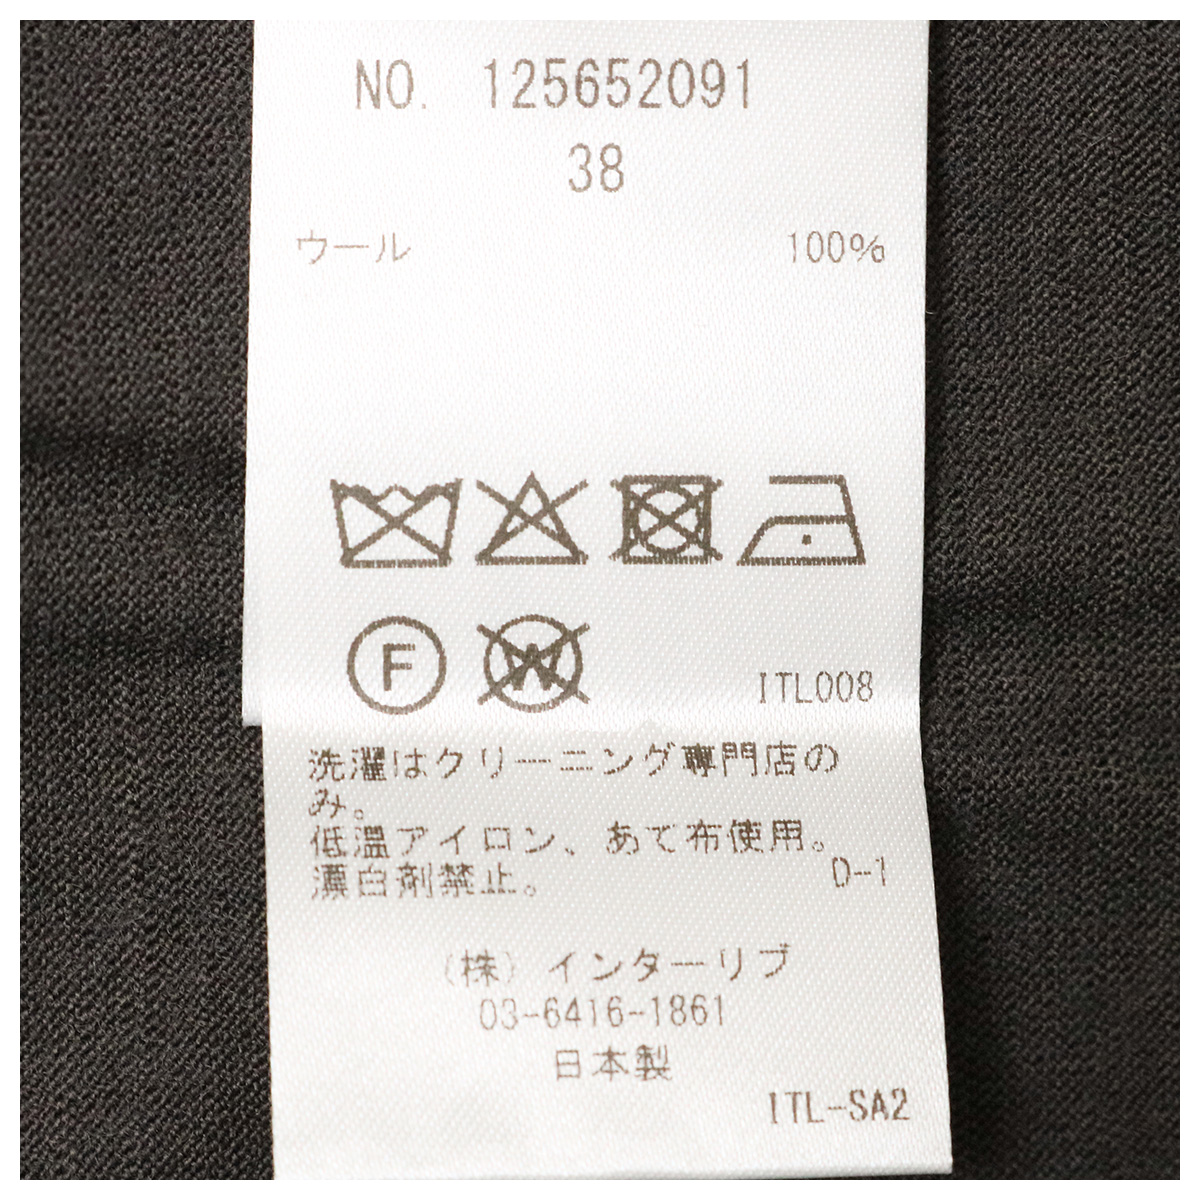 NO. 125652091
38
ウール 100%
F W
ITL008
洗濯はクリーニング専門店の
み。
低温アイロン、あて布使用。
漂白剤禁止。 D-1
(株)インターリブ
03-6416-1861
日本製
ITL-SA2